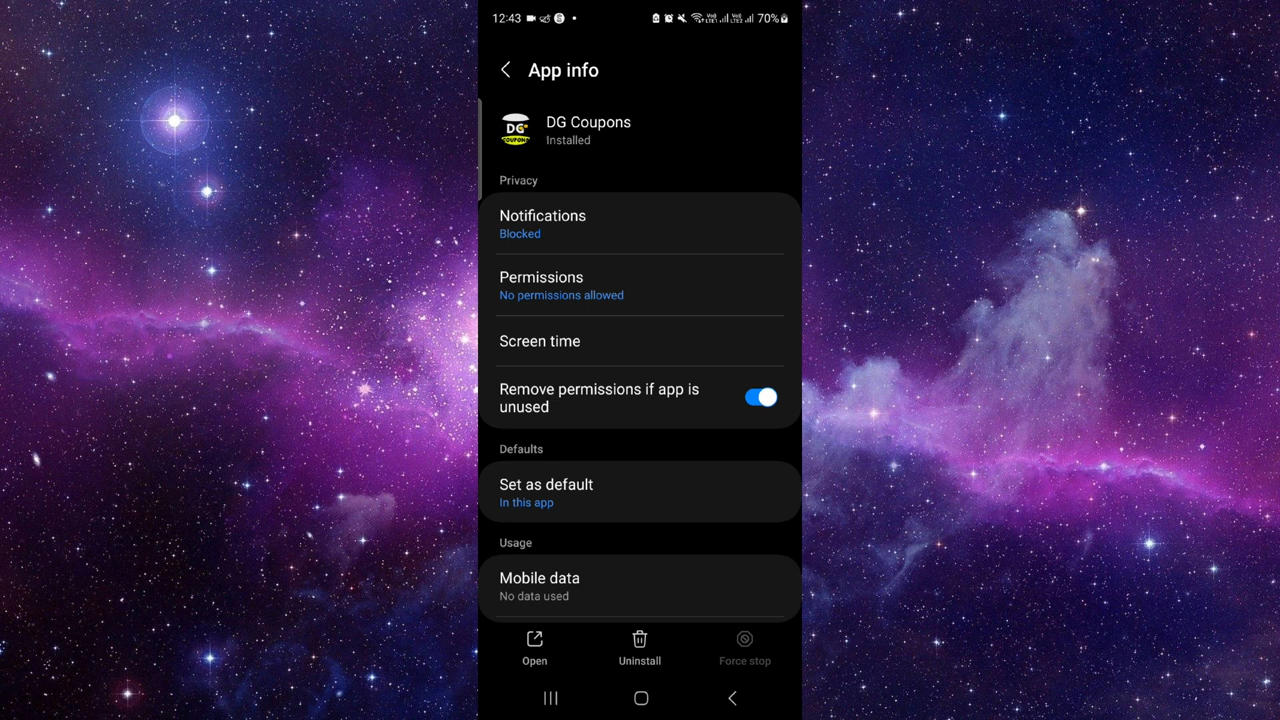 12:43 70%
App info
DG
COUPONS
DG Coupons
Installed
Privacy
Notifications
Blocked
Permissions
No permissions allowed
Screen time
Remove permissions if app is
unused
Defaults
Set as default
In this app
Usage
Mobile data
No data used
Open Uninstall Force stop